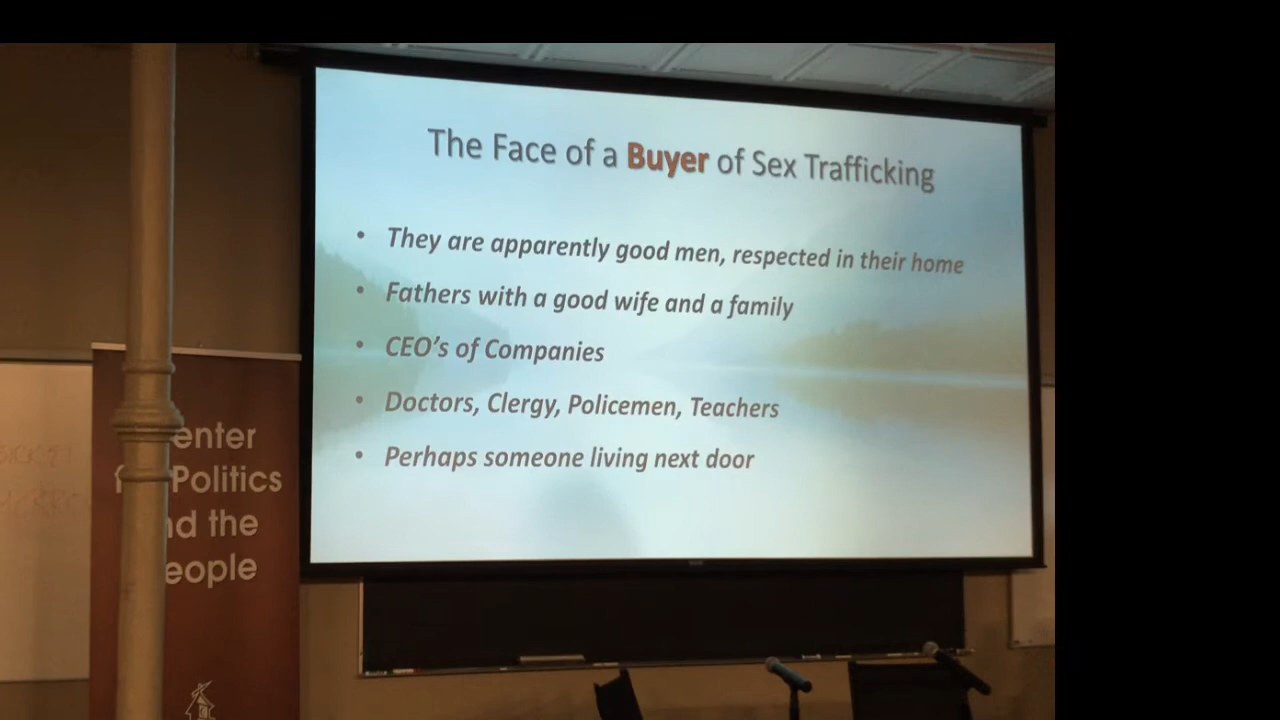 The Face of a Buyer of Sex Trafficking
• They are apparently good men, respected in their home
• Fathers with a good wife and a family
• CEO's of Companies
• Doctors, Clergy, Policemen, Teachers
• Perhaps someone living next door
enter
Politics
nd the
eople